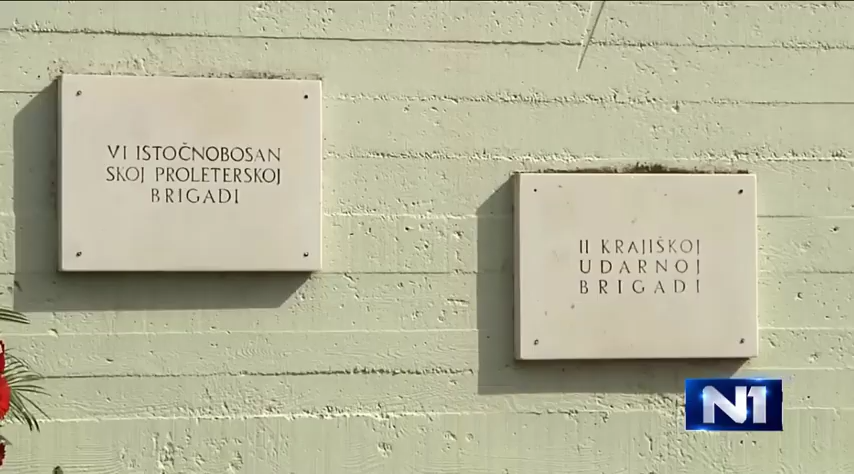 VI ISTOČNOBOSAN
SKOJ PROLETERSKOJ
BRIGADI
II KRAJIŠKOJ
UDARNOJ
BRIGADI
N1